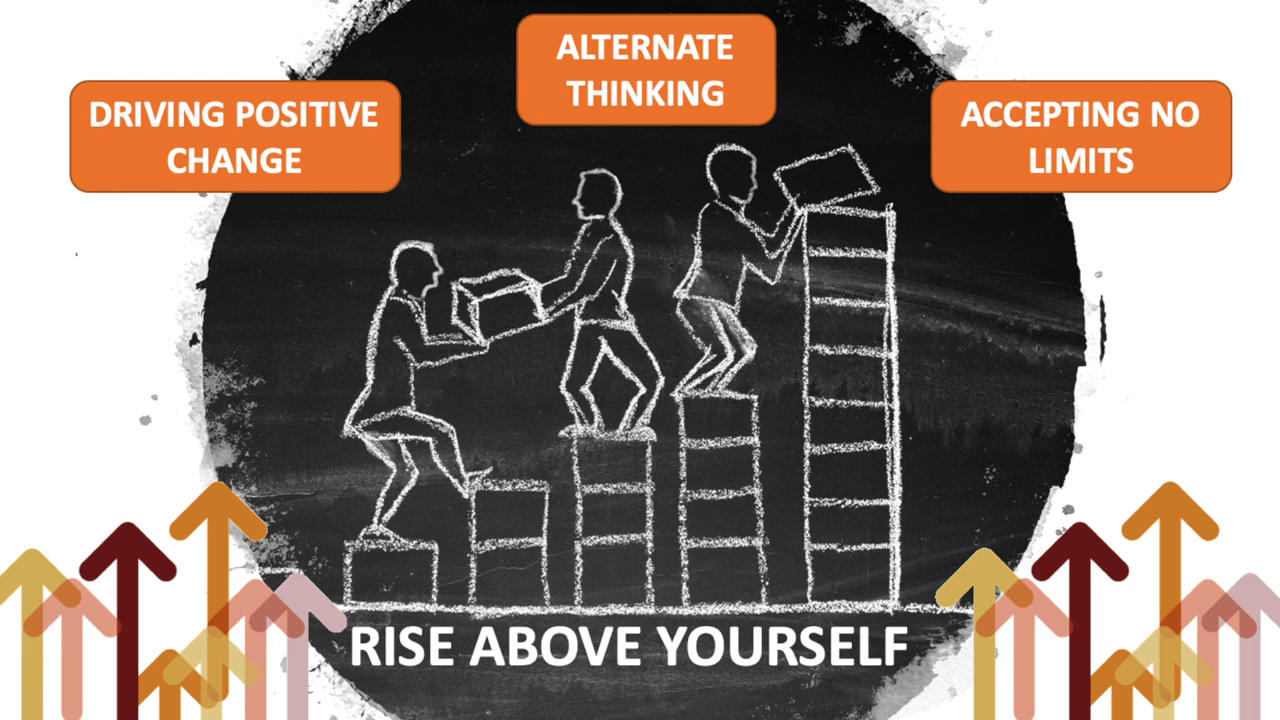 ALTERNATE
THINKING
DRIVING POSITIVE
CHANGE
ACCEPTING NO
LIMITS
RISE ABOVE YOURSELF